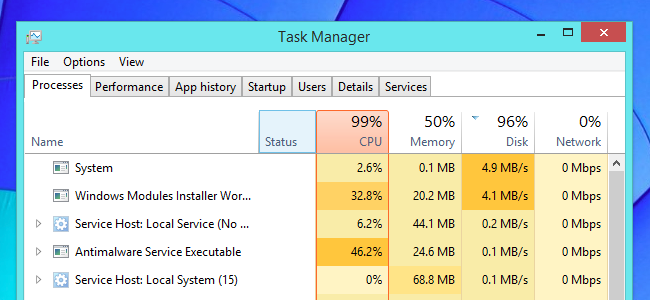 Task Manager
File Options View
Processes Performance App history Startup Users Details Services
99% 50% 96% 0%
Name Status CPU Memory Disk Network
System 2.6% 0.1 MB 4.9 MB/s 0 Mbps
Windows Modules Installer Wor... 32.8% 20.2 MB 4.1 MB/s 0 Mbps
Service Host: Local Service (No ... 6.2% 44.1 MB 0.2 MB/s 0 Mbps
Antimalware Service Executable 46.2% 24.6 MB 0.1 MB/s 0 Mbps
Service Host: Local System (15) 0% 68.8 MB 0.1 MB/s 0 Mbps